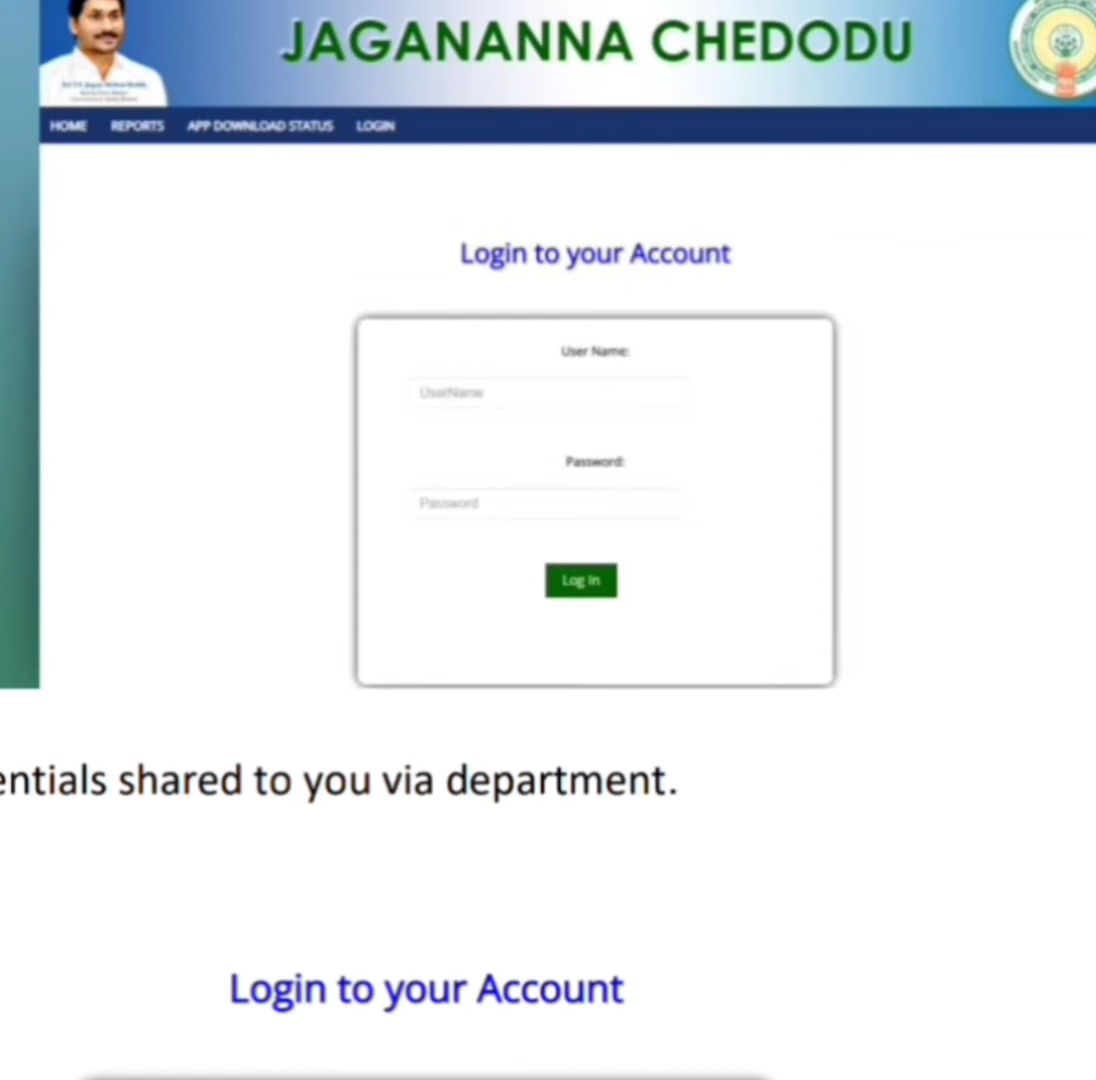 JAGANANNA CHEDODU
HOME REPORTS APP DOWNLOAD STATUS LOGIN
Login to your Account
User Name:
UserName
Password:
Password
Log In
entials shared to you via department.
Login to your Account